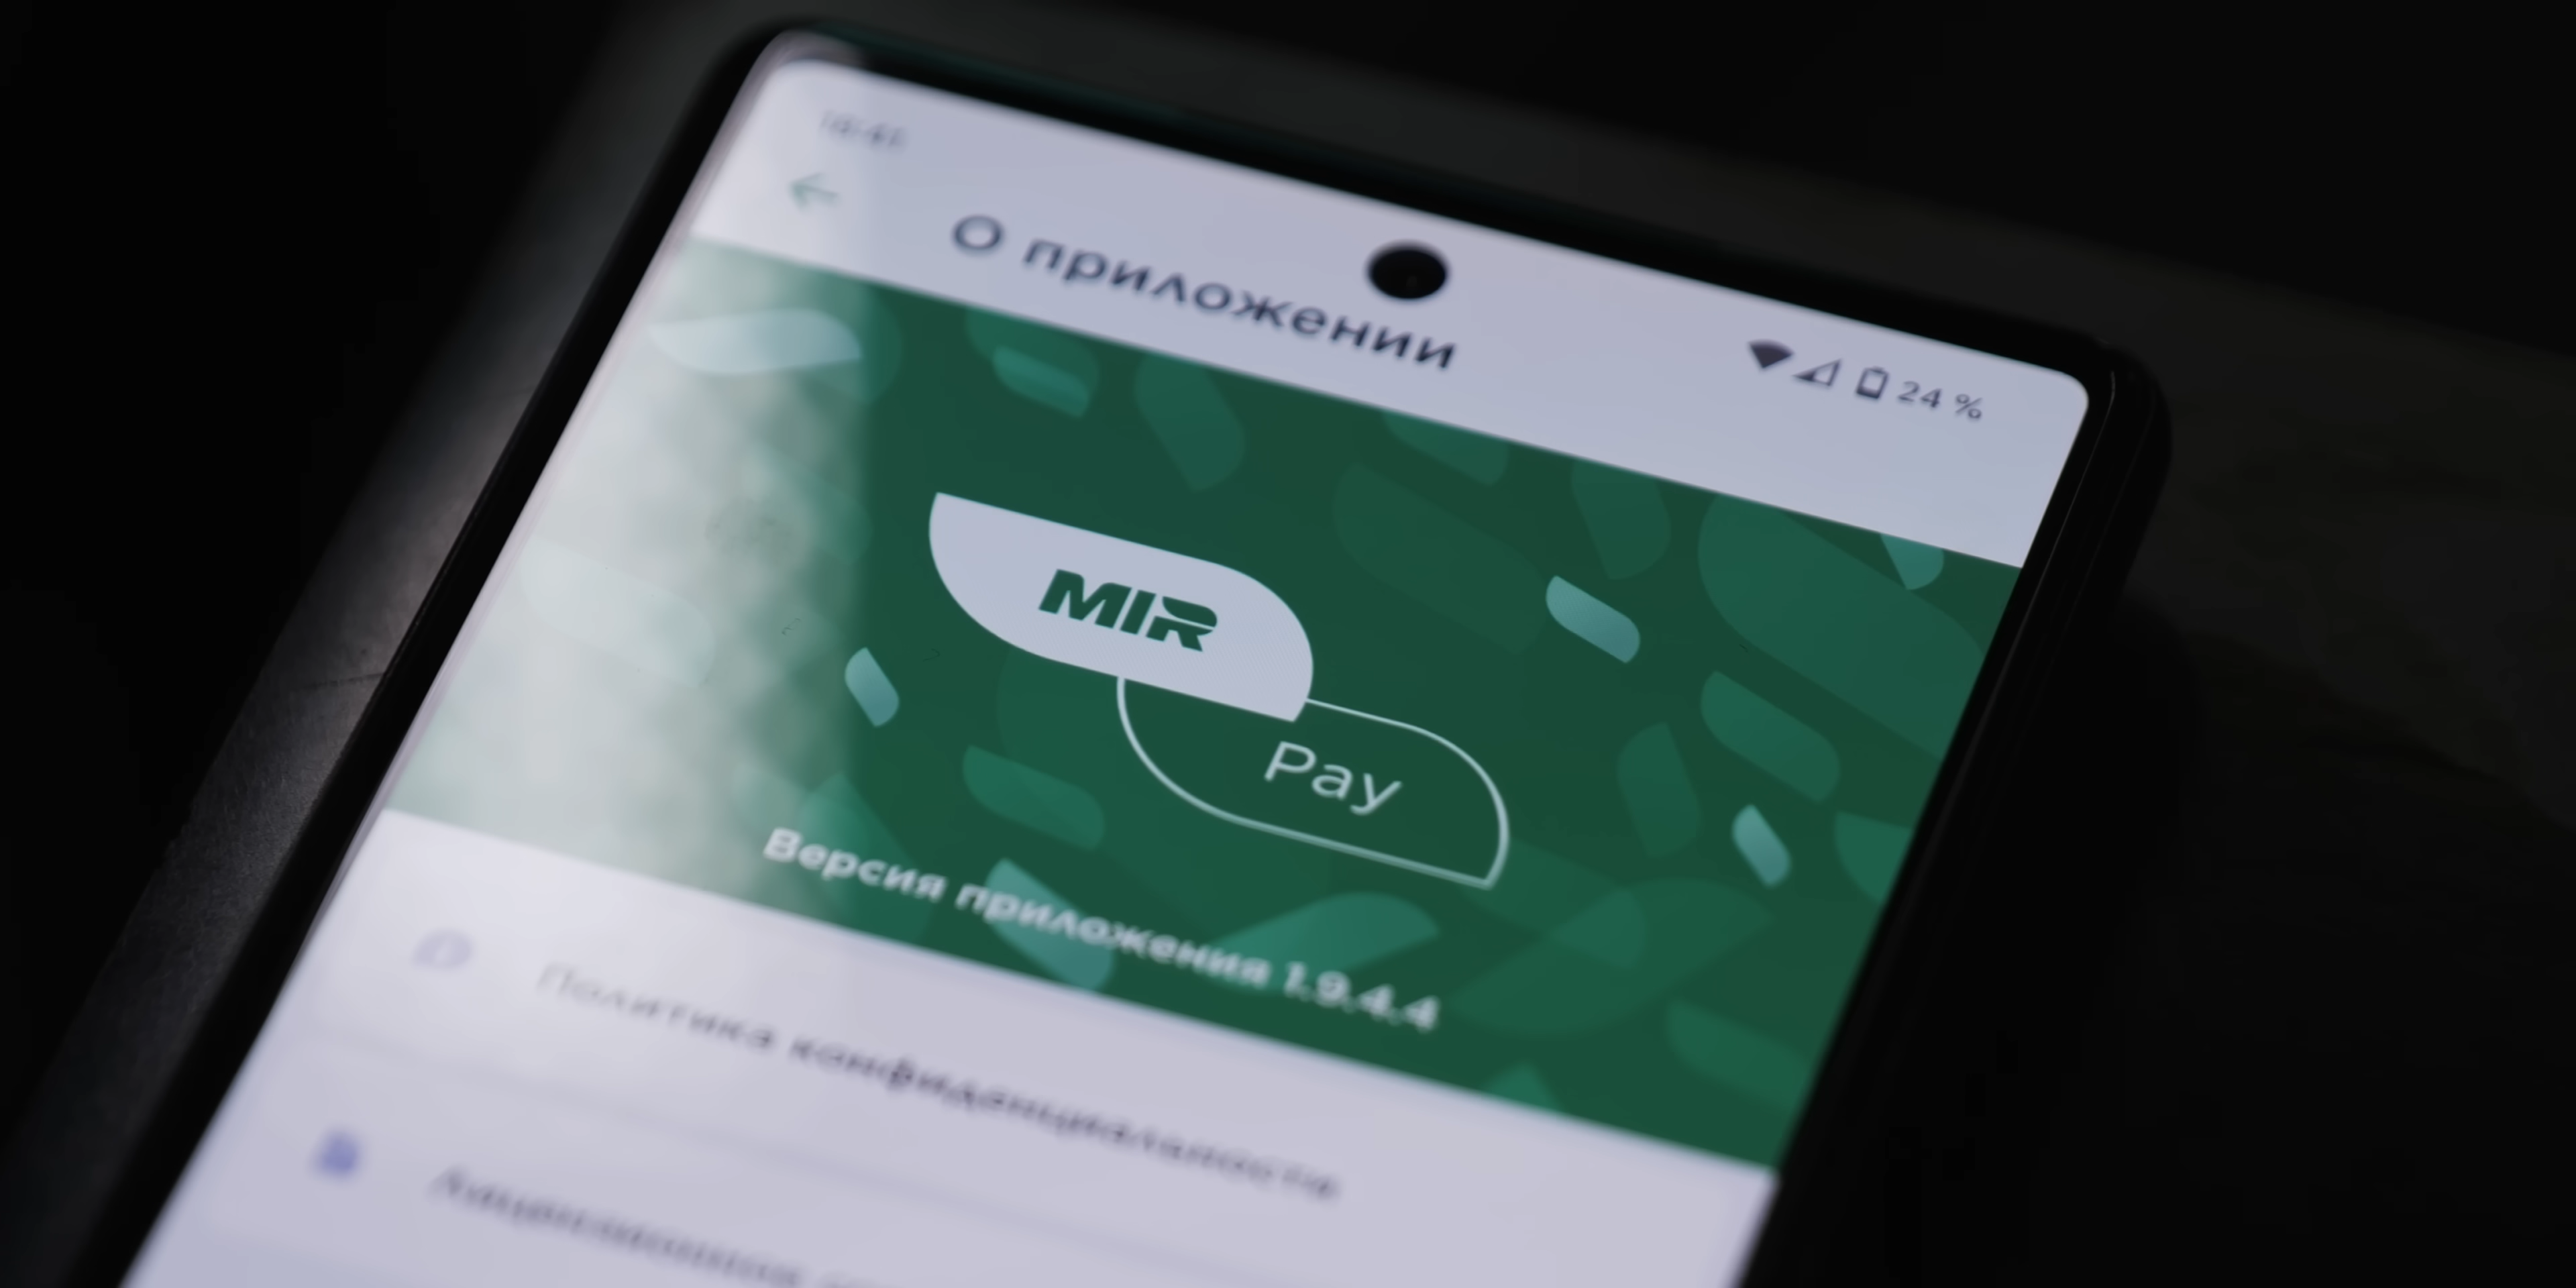 24 %
О приложении
MIR
Pay
Версия приложения 1.9.4.4
Политика конфиденциальности